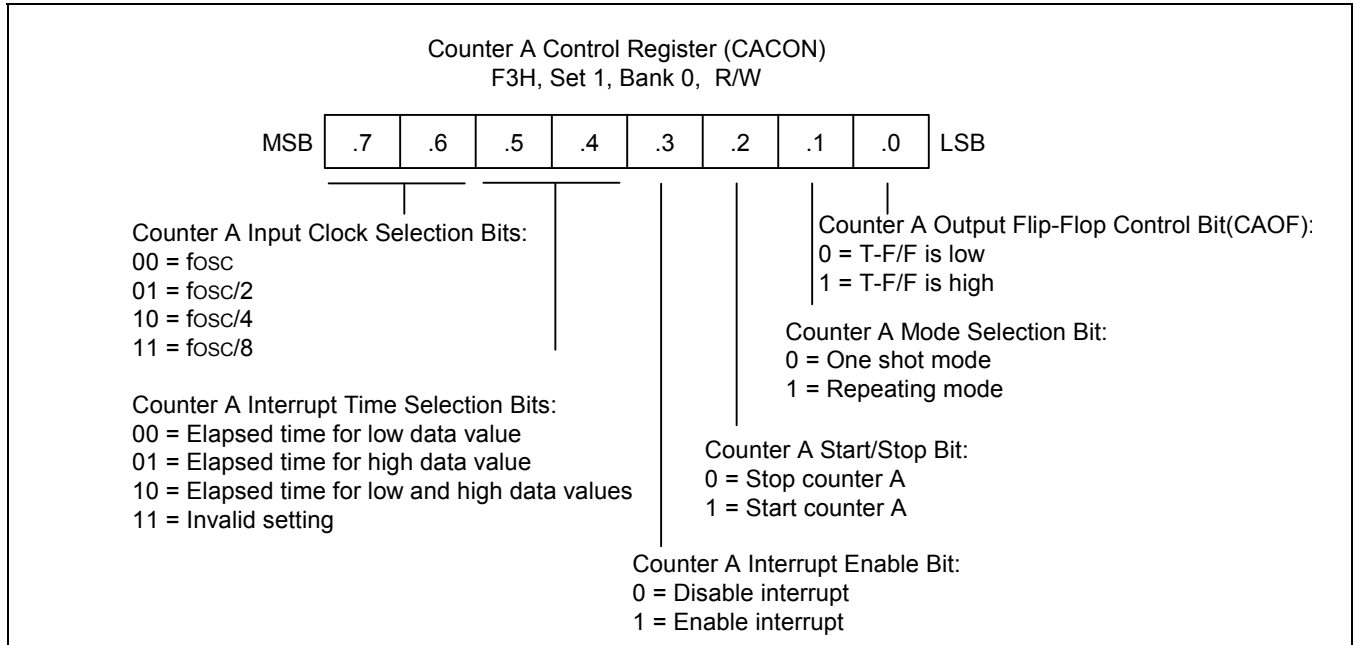 Counter A Control Register (CACON)
F3H, Set 1, Bank 0, R/W
MSB .7 .6 .5 .4 .3 .2 .1 .0 LSB
Counter A Input Clock Selection Bits:
00 = fOSC
01 = fOSC/2
10 = fOSC/4
11 = fOSC/8
Counter A Interrupt Time Selection Bits:
00 = Elapsed time for low data value
01 = Elapsed time for high data value
10 = Elapsed time for low and high data values
11 = Invalid setting
Counter A Output Flip-Flop Control Bit(CAOF):
0 = T-F/F is low
1 = T-F/F is high
Counter A Mode Selection Bit:
0 = One shot mode
1 = Repeating mode
Counter A Start/Stop Bit:
0 = Stop counter A
1 = Start counter A
Counter A Interrupt Enable Bit:
0 = Disable interrupt
1 = Enable interrupt